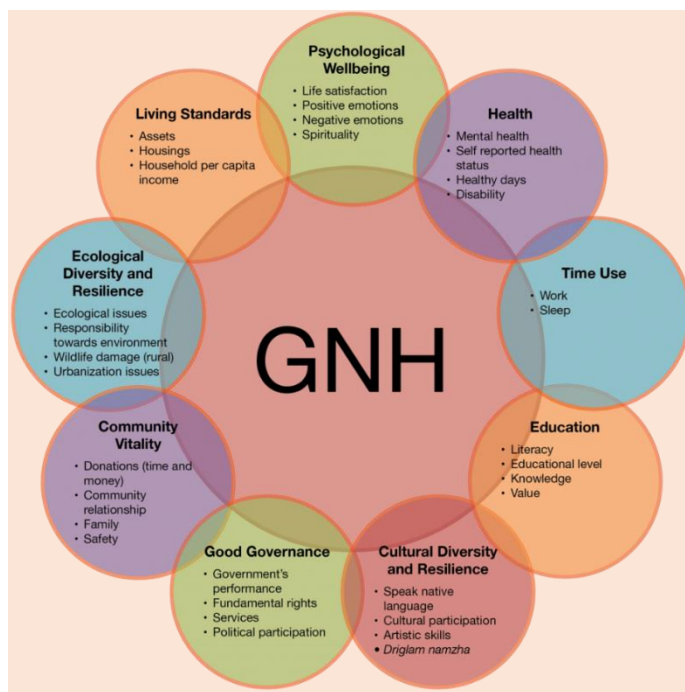 Psychological
Wellbeing
• Life satisfaction
• Positive emotions
• Negative emotions
• Spirituality
Health
• Mental health
• Self reported health
status
• Healthy days
• Disability
Time Use
• Work
• Sleep
Education
• Literacy
• Educational level
• Knowledge
• Value
Cultural Diversity
and Resilience
• Speak native
language
• Cultural participation
• Artistic skills
• Driglam namzha
Good Governance
• Government's
performance
• Fundamental rights
• Services
• Political participation
Community
Vitality
• Donations (time and
money)
• Community
relationship
• Family
• Safety
Ecological
Diversity and
Resilience
• Ecological issues
• Responsibility
towards environment
• Wildlife damage (rural)
• Urbanization issues
Living Standards
• Assets
• Housings
• Household per capita
income
GNH